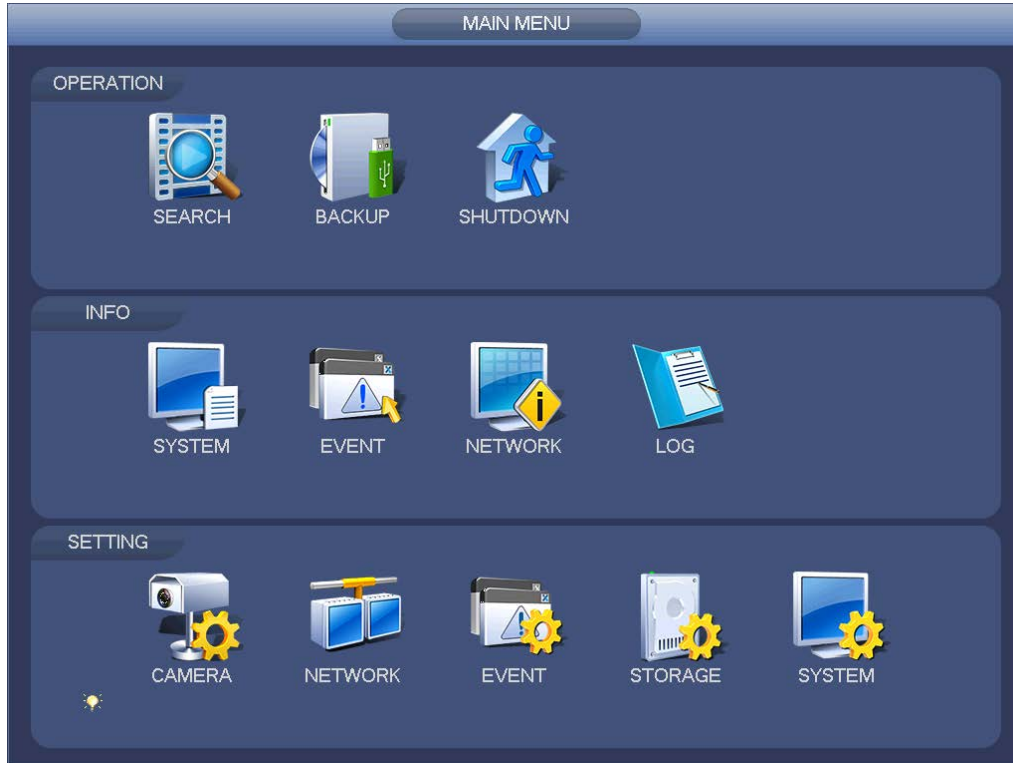 MAIN MENU
OPERATION
SEARCH BACKUP SHUTDOWN
INFO
SYSTEM EVENT NETWORK LOG
SETTING
CAMERA NETWORK EVENT STORAGE SYSTEM